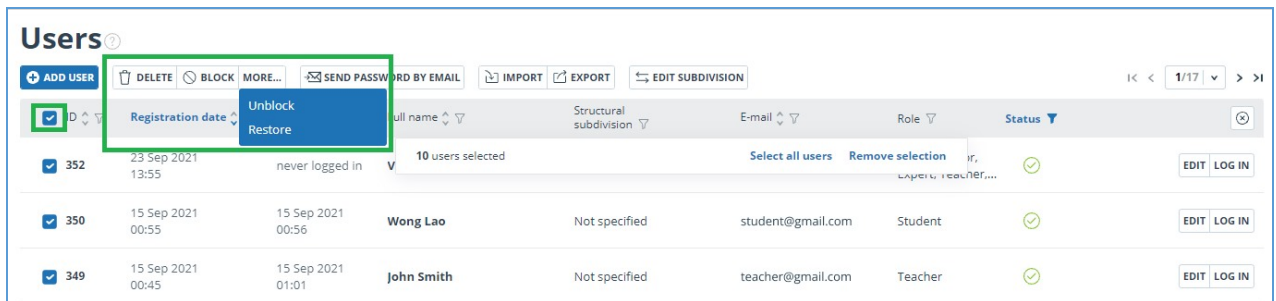 Users
ADD USER DELETE BLOCK MORE... SEND PASSWORD BY EMAIL IMPORT EXPORT EDIT SUBDIVISION 1/17
Unblock
Restore
ID Registration date Full name Structural subdivision E-mail Role Status
10 users selected Select all users Remove selection
352 23 Sep 2021 13:55 never logged in V Expert, Teacher,... EDIT LOG IN
350 15 Sep 2021 00:55 15 Sep 2021 00:56 Wong Lao Not specified student@gmail.com Student EDIT LOG IN
349 15 Sep 2021 00:45 15 Sep 2021 01:01 John Smith Not specified teacher@gmail.com Teacher EDIT LOG IN